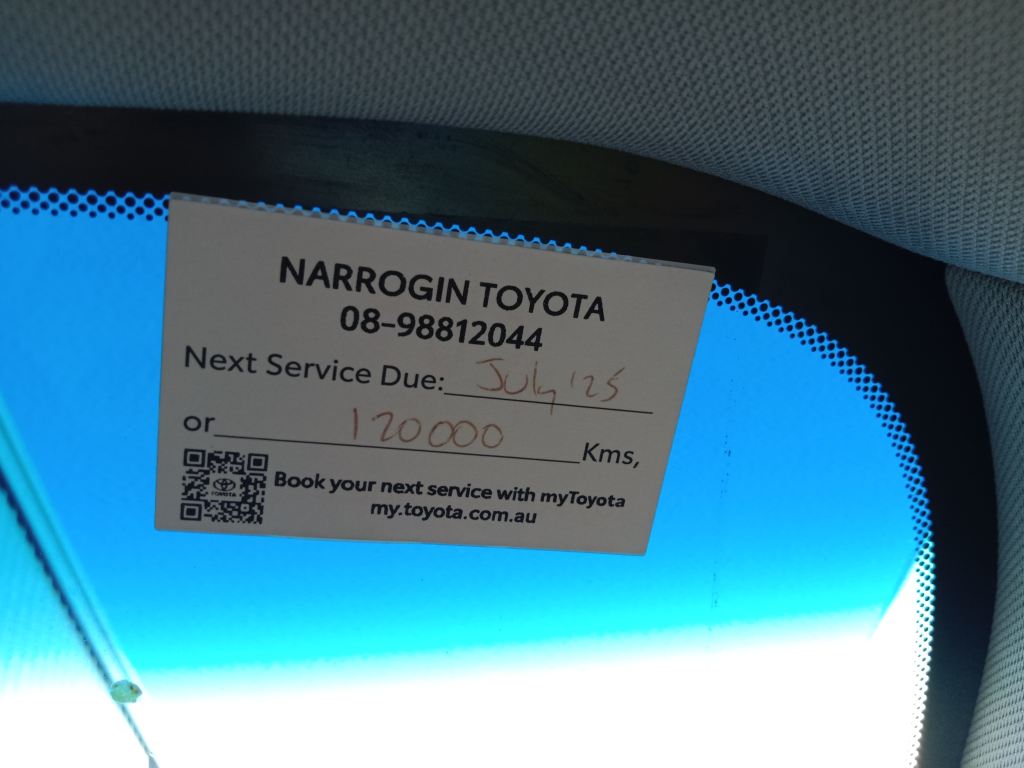 NARROGIN TOYOTA
08-98812044
Next Service Due: July '25
or 120000 Kms,
TOYOTA
Book your next service with myToyota
my.toyota.com.au